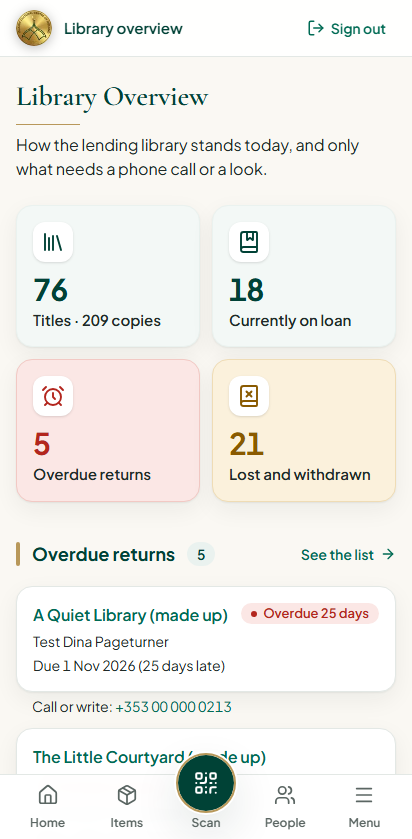 Library overview
Sign out
Library Overview
How the lending library stands today, and only
what needs a phone call or a look.
76
Titles · 209 copies
18
Currently on loan
5
Overdue returns
21
Lost and withdrawn
Overdue returns 5
See the list
A Quiet Library (made up)
Overdue 25 days
Test Dina Pageturner
Due 1 Nov 2026 (25 days late)
Call or write: +353 00 000 0213
The Little Courtyard up)
Home
Items
Scan
People
Menu